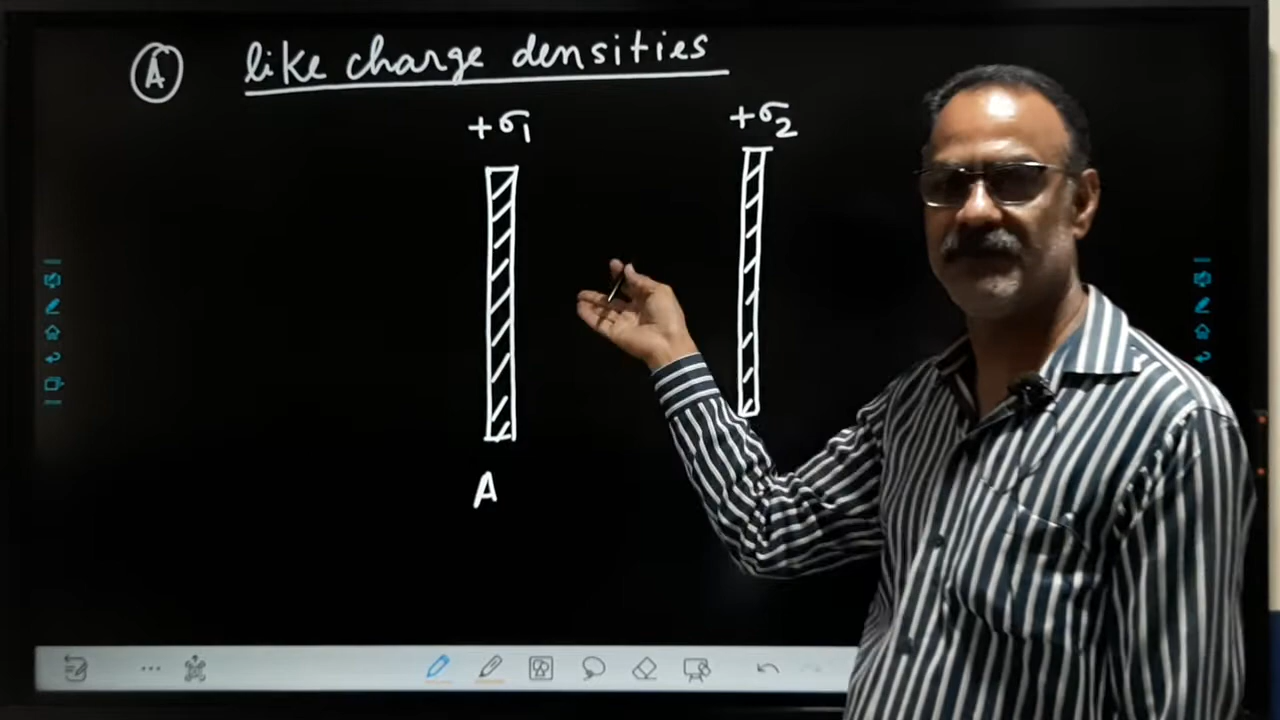 Ⓐ like charge densities
+σ₁ +σ₂
A